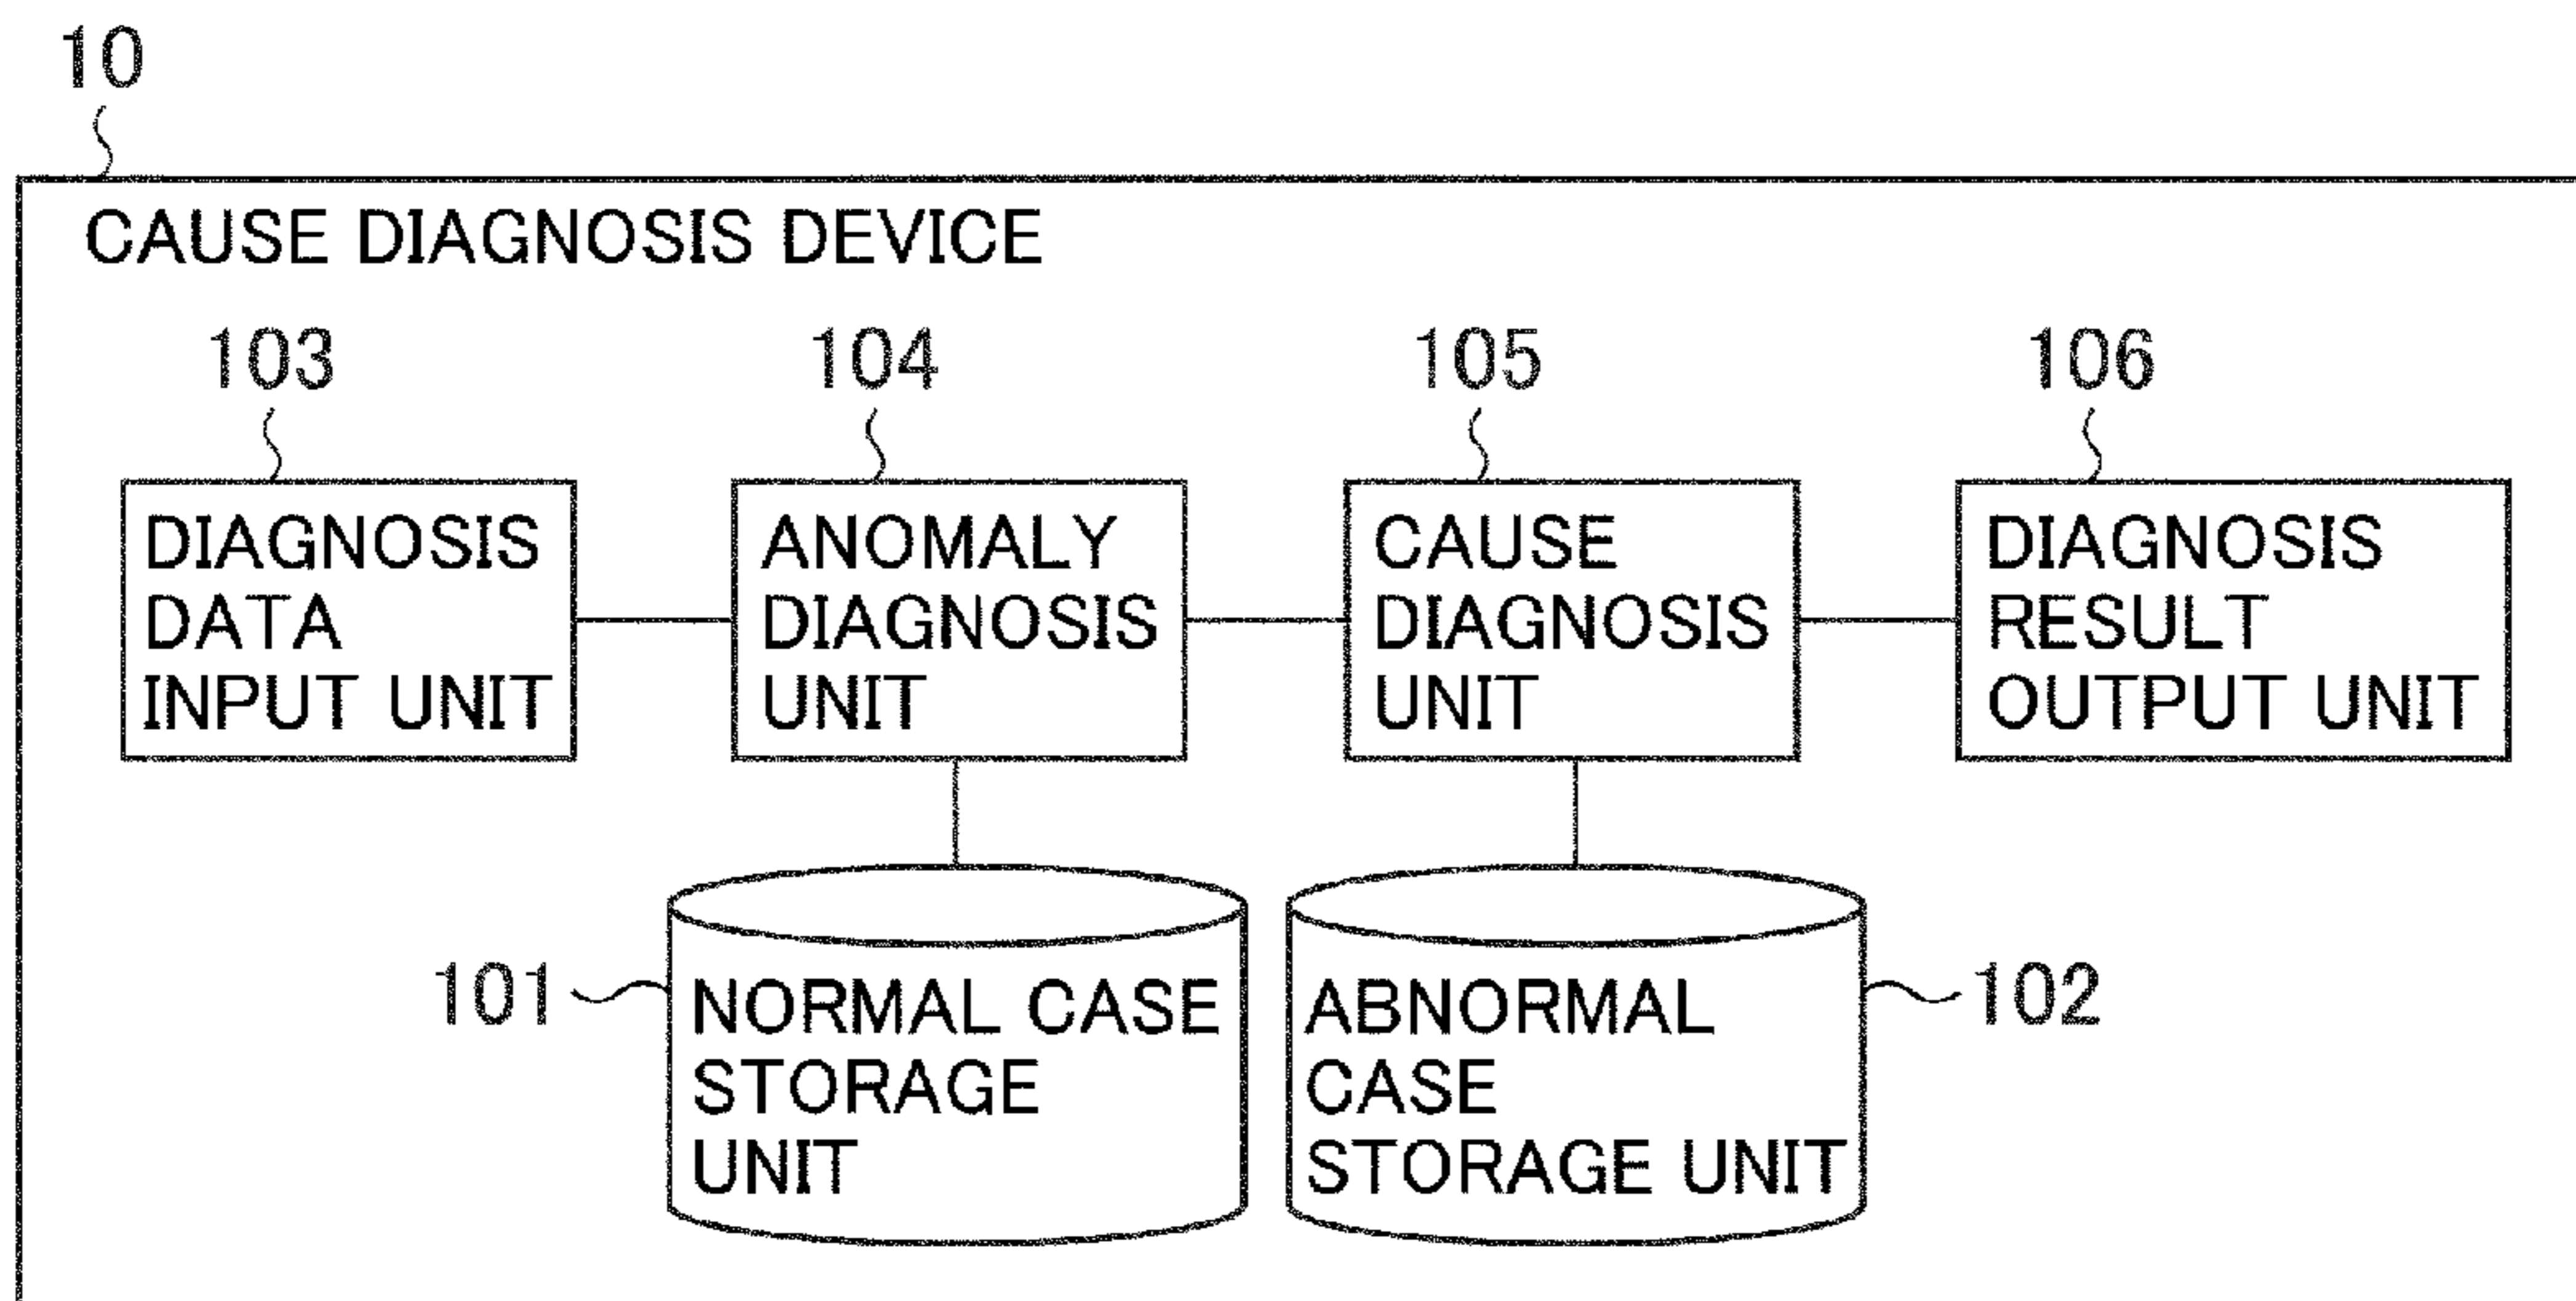 10
CAUSE DIAGNOSIS DEVICE
103
104
105
106
DIAGNOSIS
DATA
INPUT UNIT
ANOMALY
DIAGNOSIS
UNIT
CAUSE
DIAGNOSIS
UNIT
DIAGNOSIS
RESULT
OUTPUT UNIT
101
NORMAL CASE
STORAGE
UNIT
ABNORMAL
CASE
STORAGE UNIT
102